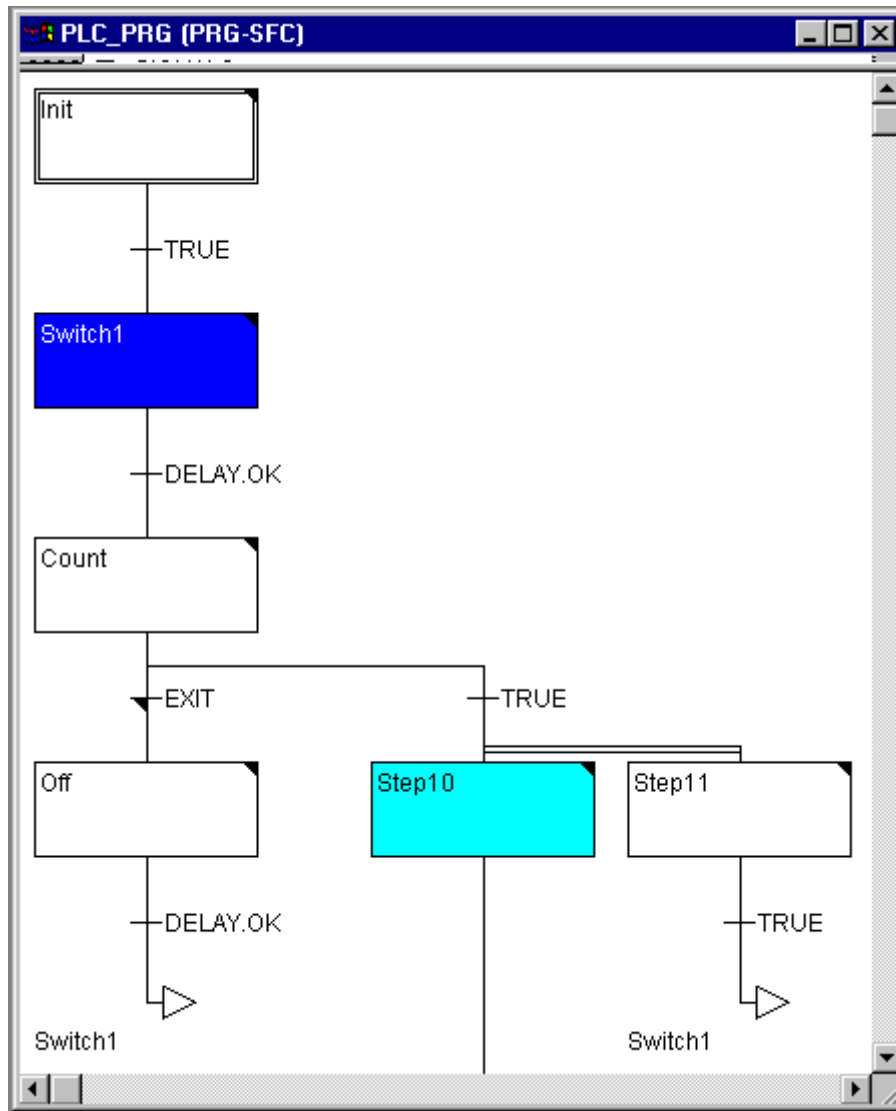 PLC_PRG (PRG-SFC)
Init
TRUE
Switch1
DELAY.OK
Count
EXIT
TRUE
Off
Step10
Step11
DELAY.OK
TRUE
Switch1
Switch1